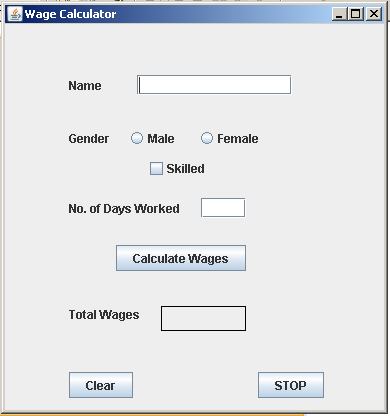 Wage Calculator
Name
Gender Male Female
Skilled
No. of Days Worked
Calculate Wages
Total Wages
Clear STOP